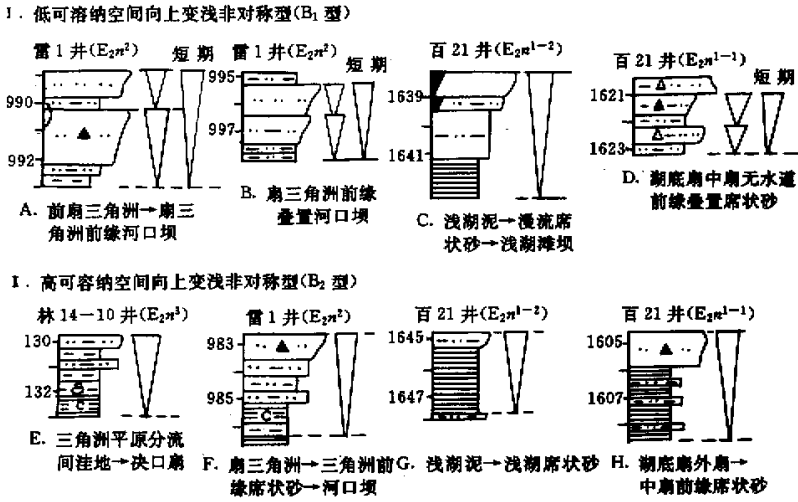 I. 低可容纳空间向上变浅非对称型(B₁型)
雷1井(E₂n²) 短期
990
992
A. 前扇三角洲→扇三
角洲前缘河口坝
雷1井(E₂n²) 短期
995
997
B. 扇三角洲前缘
叠置河口坝
百21井(E₂n¹⁻²)
1639
1641
C. 浅湖泥→漫流席
状砂→浅湖滩坝
百21井(E₂n¹⁻¹)
短期
1621
1623
D. 湖底扇中扇无水道
前缘叠置席状砂
Ⅱ. 高可容纳空间向上变浅非对称型(B₂型)
林14-10井(E₂n³)
130
132
C
E. 三角洲平原分流
间洼地→决口扇
雷1井(E₂n²)
983
985
C
F. 扇三角洲→三角洲前
缘席状砂→河口坝
百21井(E₂n¹⁻²)
1645
1647
G. 浅湖泥→浅湖席状砂
百21井(E₂n¹⁻¹)
1605
1607
H. 湖底扇外扇→
中扇前缘席状砂